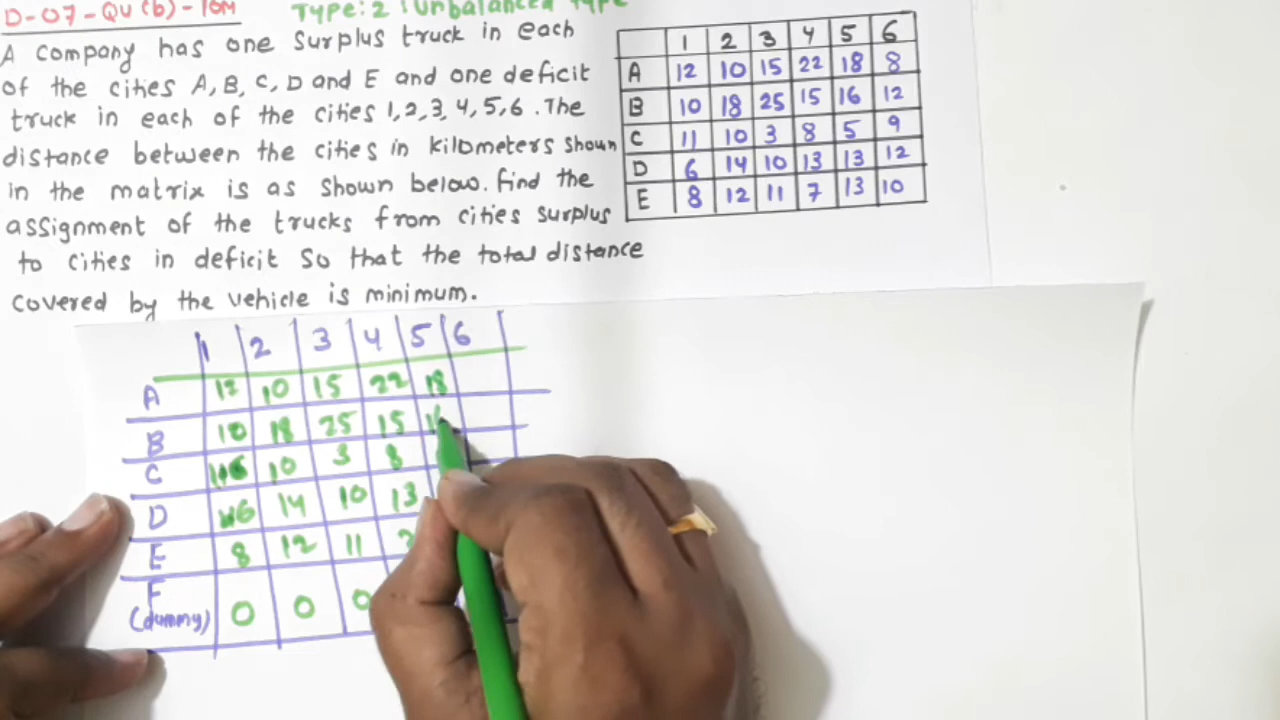 D-07-QU(b)-10M
Type:2 : Unbalanced Type
A company has one surplus truck in each
of the cities A, B, C, D and E and one deficit
truck in each of the cities 1,2,3, 4, 5, 6. The
distance between the cities in kilometers shown
in the matrix is as shown below. find the
assignment of the trucks from cities surplus
to cities in deficit so that the total distance
covered by the vehicle is minimum.
1 2 3 4 5 6
A 12 10 15 22 18 8
B 10 18 25 15 16 12
C 11 10 3 8 5 9
D 6 14 10 13 13 12
E 8 12 11 7 13 10
1 2 3 4 5 6
A 12 10 15 22 18
B 10 18 25 15
C 10 3 8
D 6 14 10 13
E 8 12 11
F
(dummy) 0 0 0